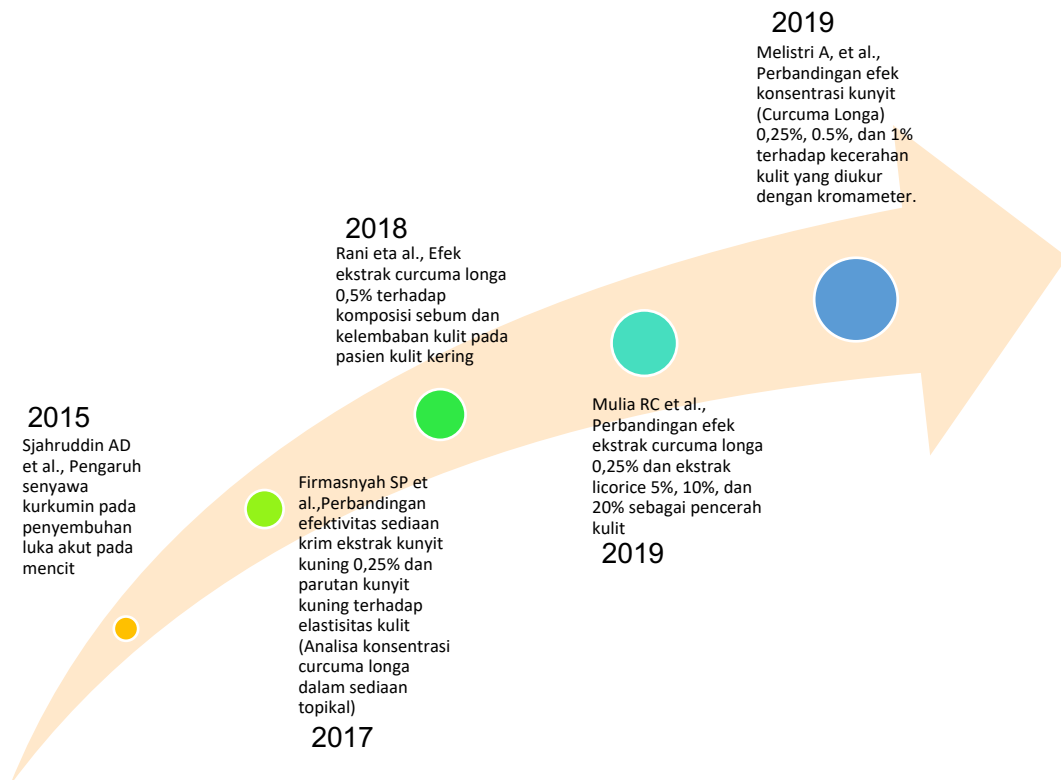 2015
Sjahruddin AD
et al., Pengaruh
senyawa
kurkumin pada
penyembuhan
luka akut pada
mencit
Firmasnyah SP et
al.,Perbandingan
efektivitas sediaan
krim ekstrak kunyit
kuning 0,25% dan
parutan kunyit
kuning terhadap
elastisitas kulit
(Analisa konsentrasi
curcuma longa
dalam sediaan
topikal)
2017
2018
Rani eta al., Efek
ekstrak curcuma longa
0,5% terhadap
komposisi sebum dan
kelembaban kulit pada
pasien kulit kering
Mulia RC et al.,
Perbandingan efek
ekstrak curcuma longa
0,25% dan ekstrak
licorice 5%, 10%, dan
20% sebagai pencerah
kulit
2019
2019
Melistri A, et al.,
Perbandingan efek
konsentrasi kunyit
(Curcuma Longa)
0,25%, 0.5%, dan 1%
terhadap kecerahan
kulit yang diukur
dengan kromameter.